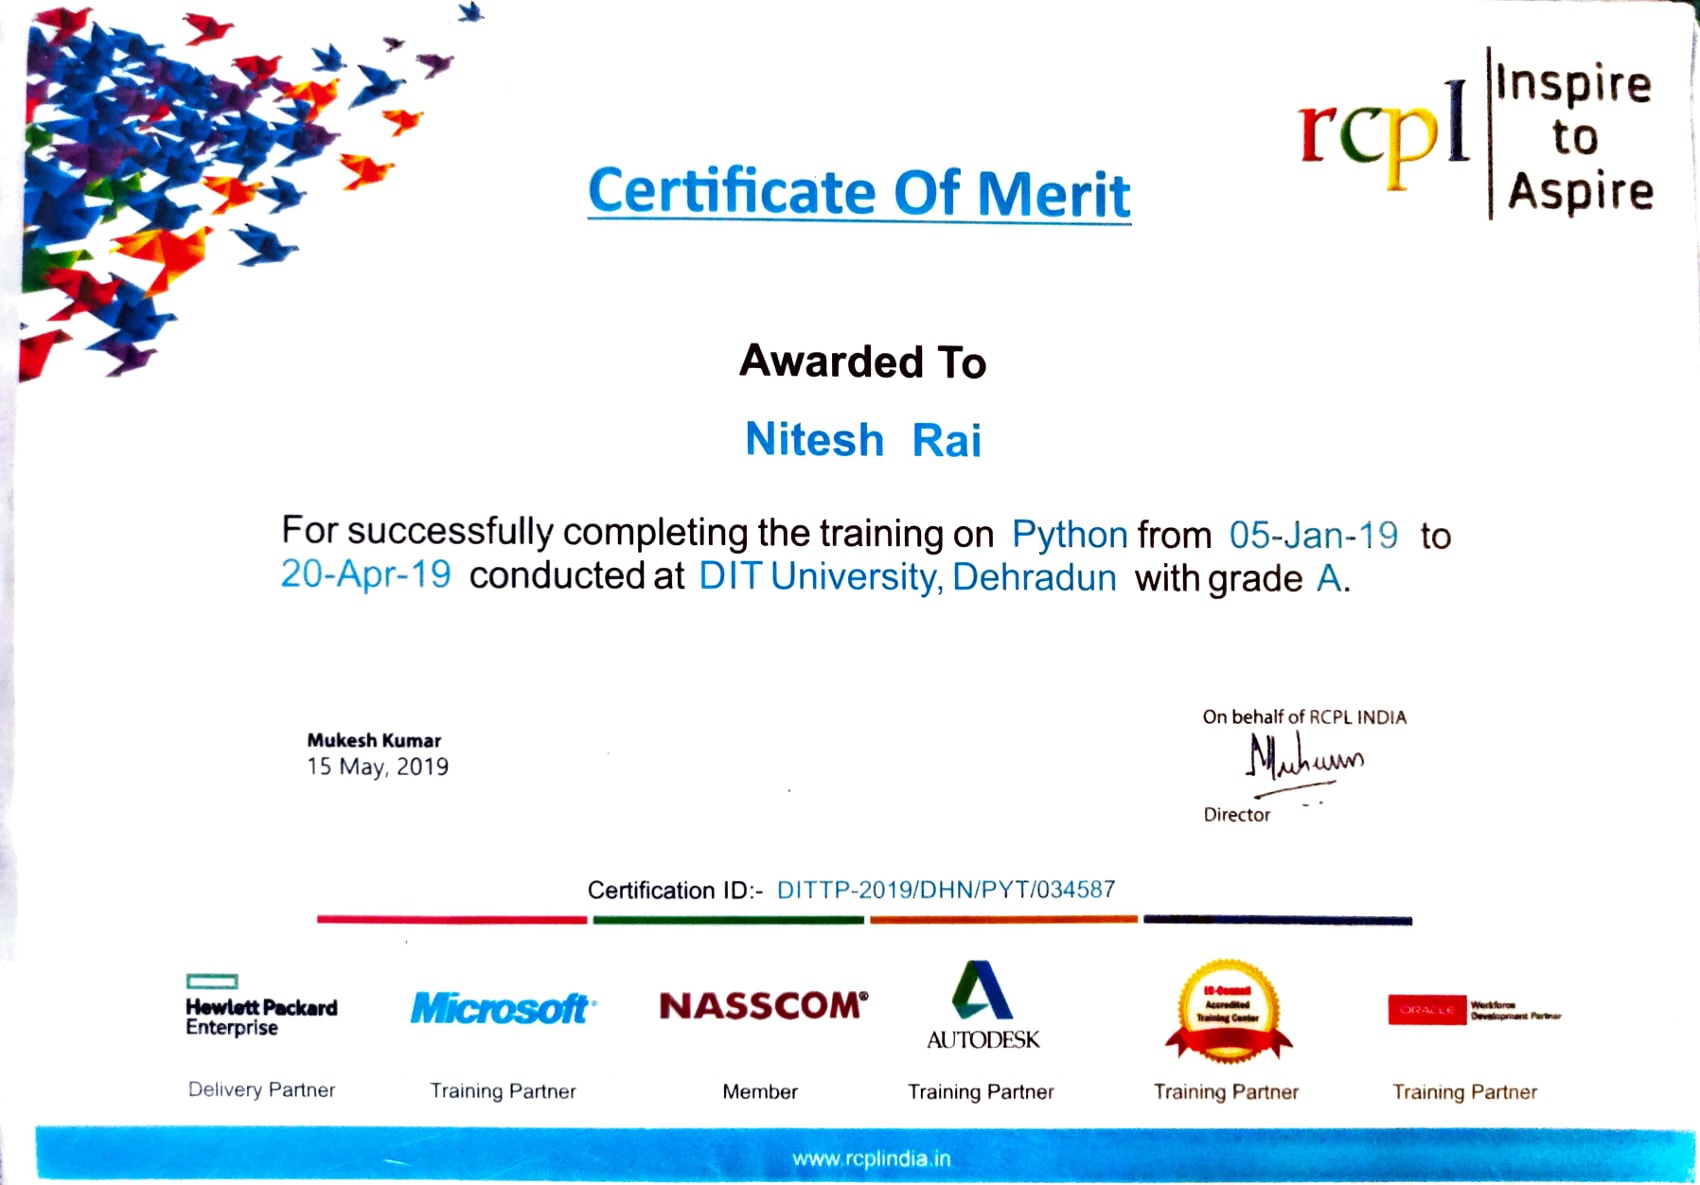 rcpl
Inspire
to
Aspire
Certificate Of Merit
Awarded To
Nitesh Rai
For successfully completing the training on Python from 05-Jan-19 to
20-Apr-19 conducted at DIT University, Dehradun with grade A.
Mukesh Kumar
15 May, 2019
On behalf of RCPL INDIA
Director
Certification ID:- DITTP-2019/DHN/PYT/034587
Hewlett Packard
Enterprise
Delivery Partner
Microsoft
Training Partner
NASSCOM®
Member
AUTODESK
Training Partner
EC-Council
Accredited
Training Center
Training Partner
ORACLE
Workforce
Development Partner
Training Partner
www.rcplindia.in